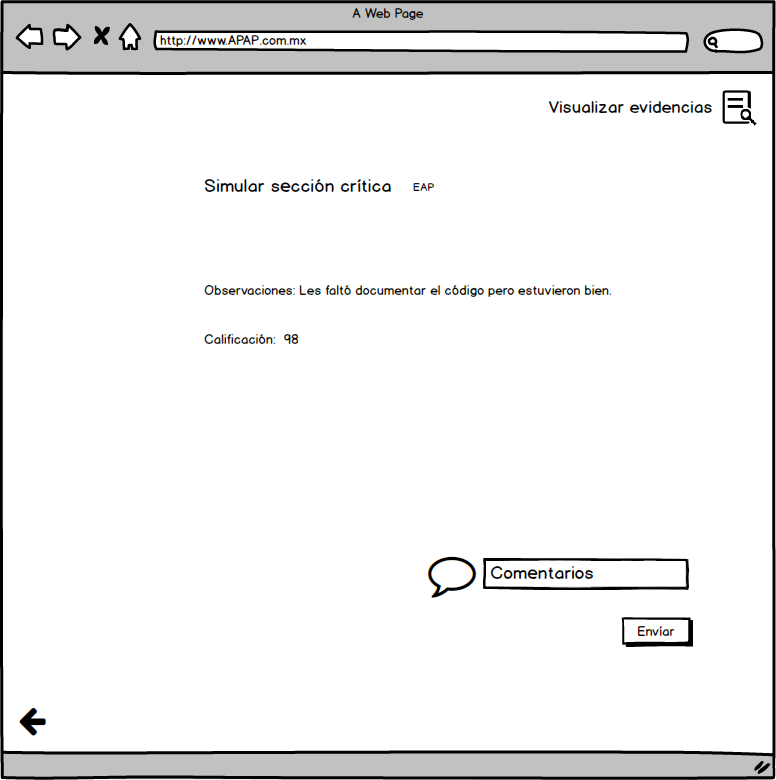 A Web Page
http://www.APAP.com.mx
Visualizar evidencias
Simular sección crítica EAP
Observaciones: Les faltó documentar el código pero estuvieron bien.
Calificación: 98
Comentarios
Envíar